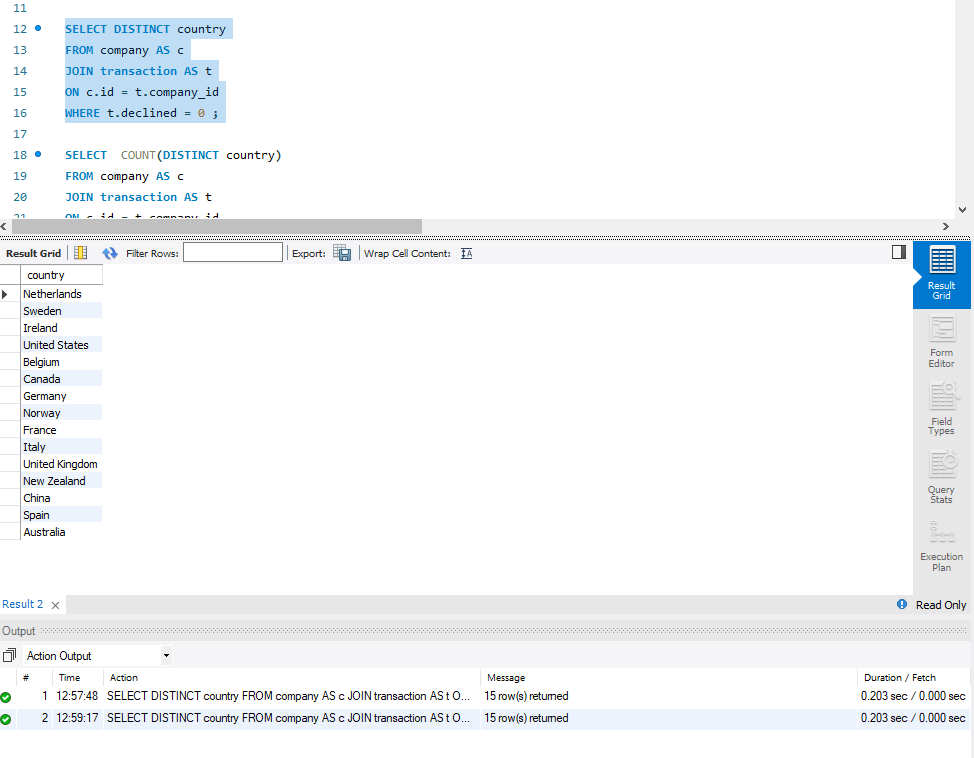 11
12 SELECT DISTINCT country
13 FROM company AS c
14 JOIN transaction AS t
15 ON c.id = t.company_id
16 WHERE t.declined = 0 ;
17
18 SELECT  COUNT(DISTINCT country)
19 FROM company AS c
20 JOIN transaction AS t
21 ON c.id = t.company_id
Result Grid Filter Rows: Export: Wrap Cell Content: IA
country
Netherlands
Sweden
Ireland
United States
Belgium
Canada
Germany
Norway
France
Italy
United Kingdom
New Zealand
China
Spain
Australia
Result
Grid
Form
Editor
Field
Types
Query
Stats
Execution
Plan
Result 2 × Read Only
Output
Action Output
# Time Action Message Duration / Fetch
1 12:57:48 SELECT DISTINCT country FROM company AS c JOIN transaction AS t O... 15 row(s) returned 0.203 sec / 0.000 sec
2 12:59:17 SELECT DISTINCT country FROM company AS c JOIN transaction AS t O... 15 row(s) returned 0.203 sec / 0.000 sec